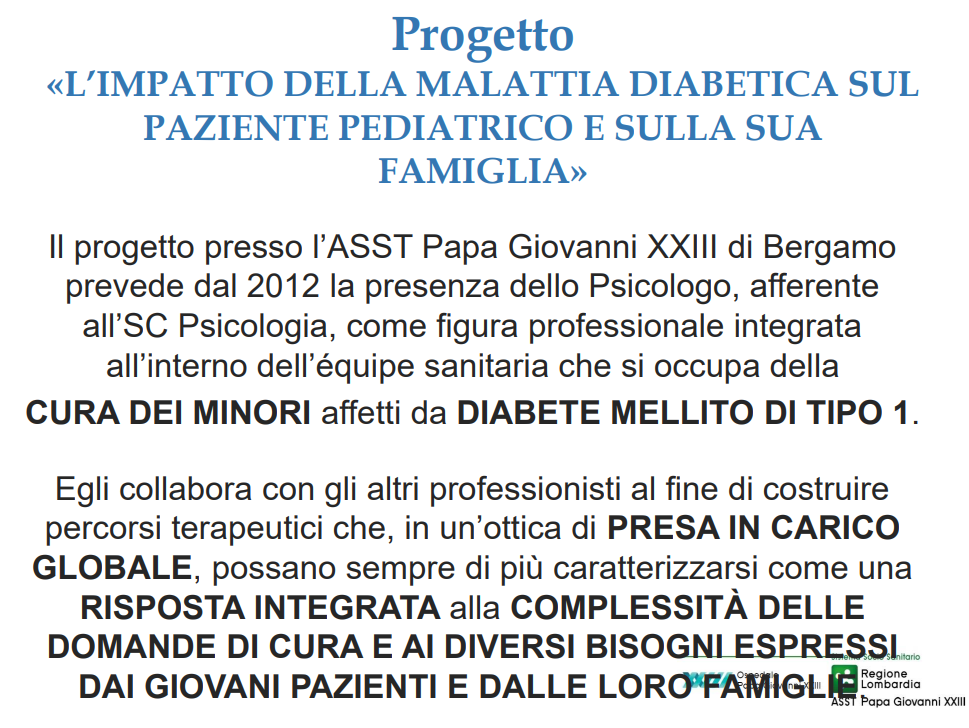 Progetto
«L’IMPATTO DELLA MALATTIA DIABETICA SUL
PAZIENTE PEDIATRICO E SULLA SUA
FAMIGLIA»
Il progetto presso l’ASST Papa Giovanni XXIII di Bergamo
prevede dal 2012 la presenza dello Psicologo, afferente
all’SC Psicologia, come figura professionale integrata
all’interno dell’équipe sanitaria che si occupa della
CURA DEI MINORI affetti da DIABETE MELLITO DI TIPO 1.
Egli collabora con gli altri professionisti al fine di costruire
percorsi terapeutici che, in un’ottica di PRESA IN CARICO
GLOBALE, possano sempre di più caratterizzarsi come una
RISPOSTA INTEGRATA alla COMPLESSITÀ DELLE
DOMANDE DI CURA E AI DIVERSI BISOGNI ESPRESSI
DAI GIOVANI PAZIENTI E DALLE LORO FAMIGLIE.
Ospedale
Papa Giovanni XXIII
Sistema Socio Sanitario
Regione
Lombardia
ASST Papa Giovanni XXIII